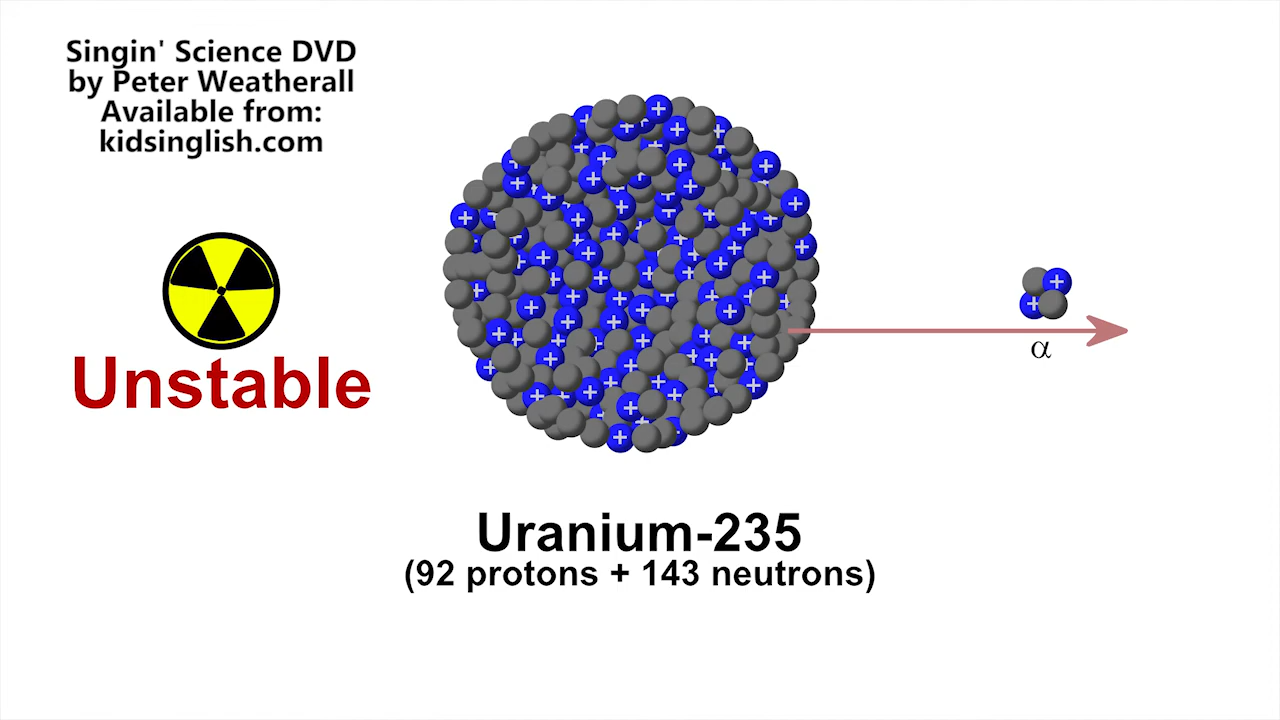 Singin' Science DVD
by Peter Weatherall
Available from:
kidsinglish.com
Unstable
α
Uranium-235
(92 protons + 143 neutrons)